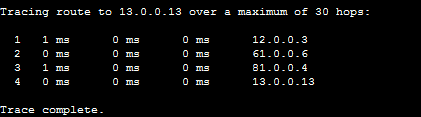 Tracing route to 13.0.0.13 over a maximum of 30 hops:
1 1 ms 0 ms 0 ms 12.0.0.3
2 0 ms 0 ms 0 ms 61.0.0.6
3 1 ms 0 ms 0 ms 81.0.0.4
4 0 ms 0 ms 0 ms 13.0.0.13
Trace complete.